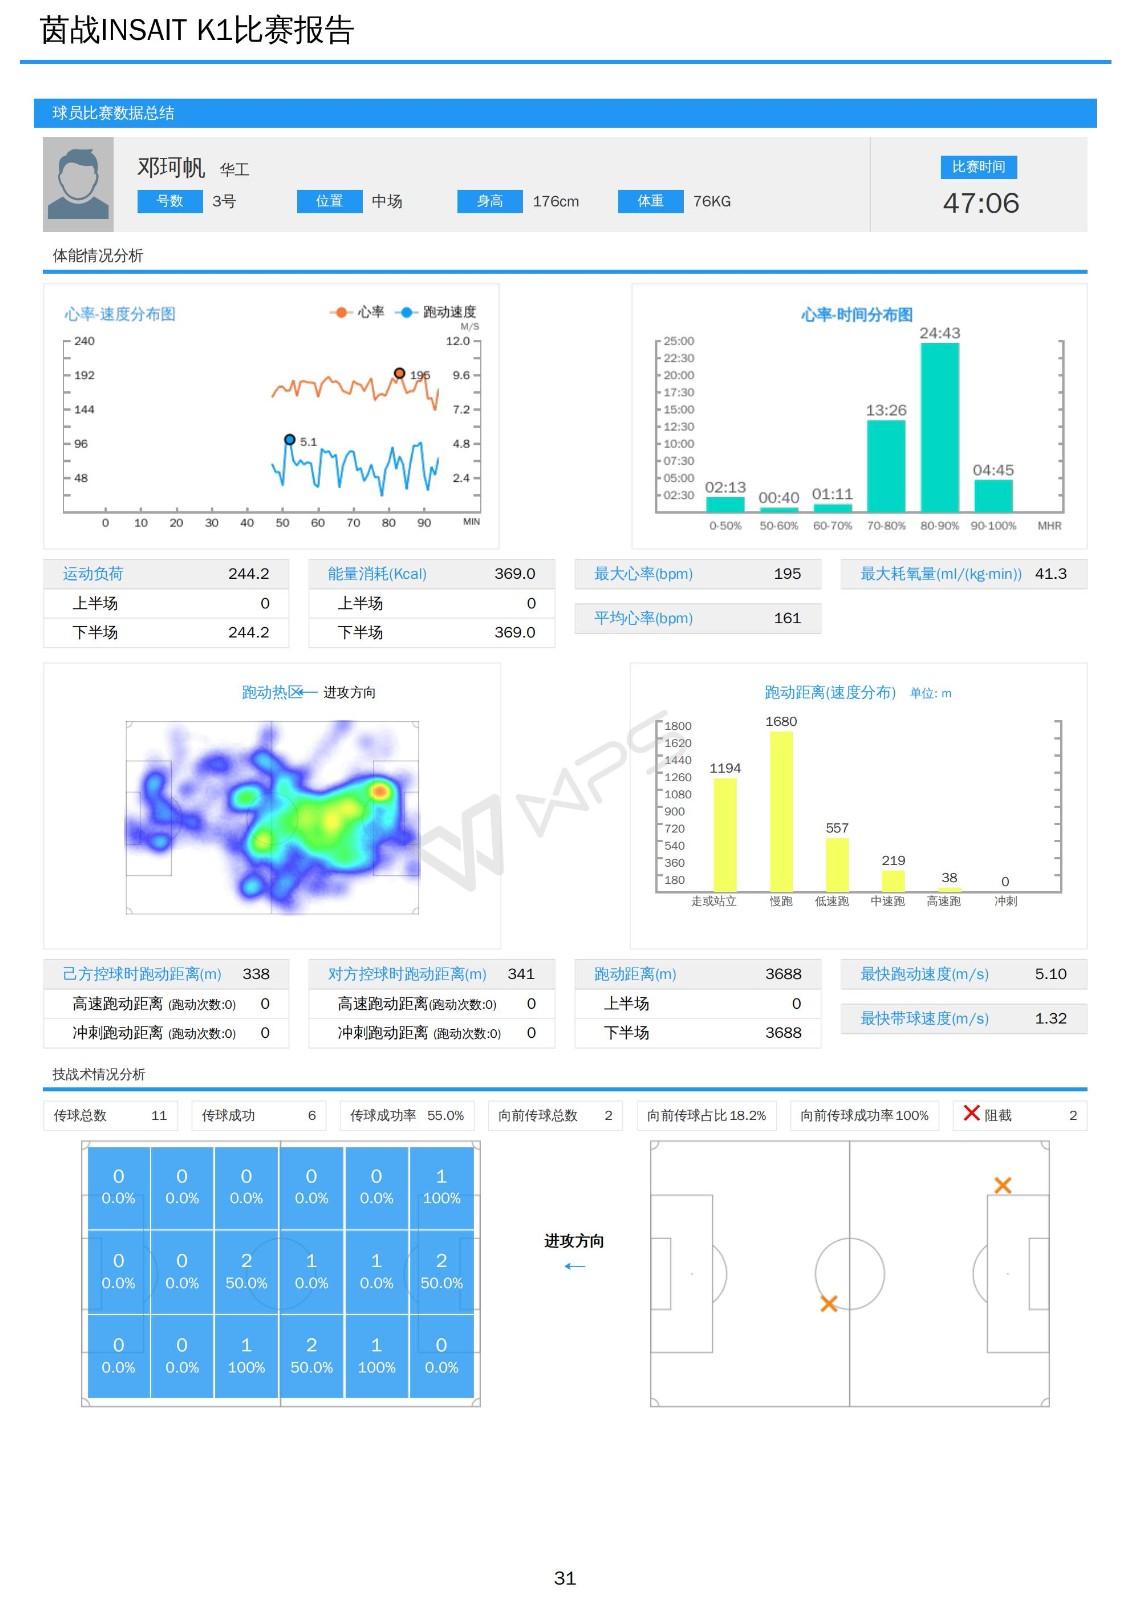 茵战INSAIT K1比赛报告
球员比赛数据总结
邓珂帆 华工
号数 3号 位置 中场 身高 176cm 体重 76KG
比赛时间
47:06
体能情况分析
心率-速度分布图
心率 跑动速度
M/S
240 12.0
192 9.6
144 7.2
96 4.8
48 2.4
195
5.1
0 10 20 30 40 50 60 70 80 90 MIN
心率-时间分布图
25:00
22:30
20:00
17:30
15:00
12:30
10:00
07:30
05:00
02:30
02:13 00:40 01:11 13:26 24:43 04:45
0-50% 50-60% 60-70% 70-80% 80-90% 90-100% MHR
运动负荷 244.2
上半场 0
下半场 244.2
能量消耗(Kcal) 369.0
上半场 0
下半场 369.0
最大心率(bpm) 195
平均心率(bpm) 161
最大耗氧量(ml/(kg·min)) 41.3
跑动热区← 进攻方向
跑动距离(速度分布) 单位: m
1800
1620
1440
1260
1080
900
720
540
360
180
1194 1680 557 219 38 0
走或站立 慢跑 低速跑 中速跑 高速跑 冲刺
WPS
己方控球时跑动距离(m) 338
高速跑动距离 (跑动次数:0) 0
冲刺跑动距离 (跑动次数:0) 0
对方控球时跑动距离(m) 341
高速跑动距离(跑动次数:0) 0
冲刺跑动距离 (跑动次数:0) 0
跑动距离(m) 3688
上半场 0
下半场 3688
最快跑动速度(m/s) 5.10
最快带球速度(m/s) 1.32
技战术情况分析
传球总数 11 传球成功 6 传球成功率 55.0% 向前传球总数 2 向前传球占比 18.2% 向前传球成功率 100% 阻截 2
0 0 0 0 0 1
0.0% 0.0% 0.0% 0.0% 0.0% 100%
0 0 2 1 1 2
0.0% 0.0% 50.0% 0.0% 0.0% 50.0%
0 0 1 2 1 0
0.0% 0.0% 100% 50.0% 100% 0.0%
进攻方向
←
31